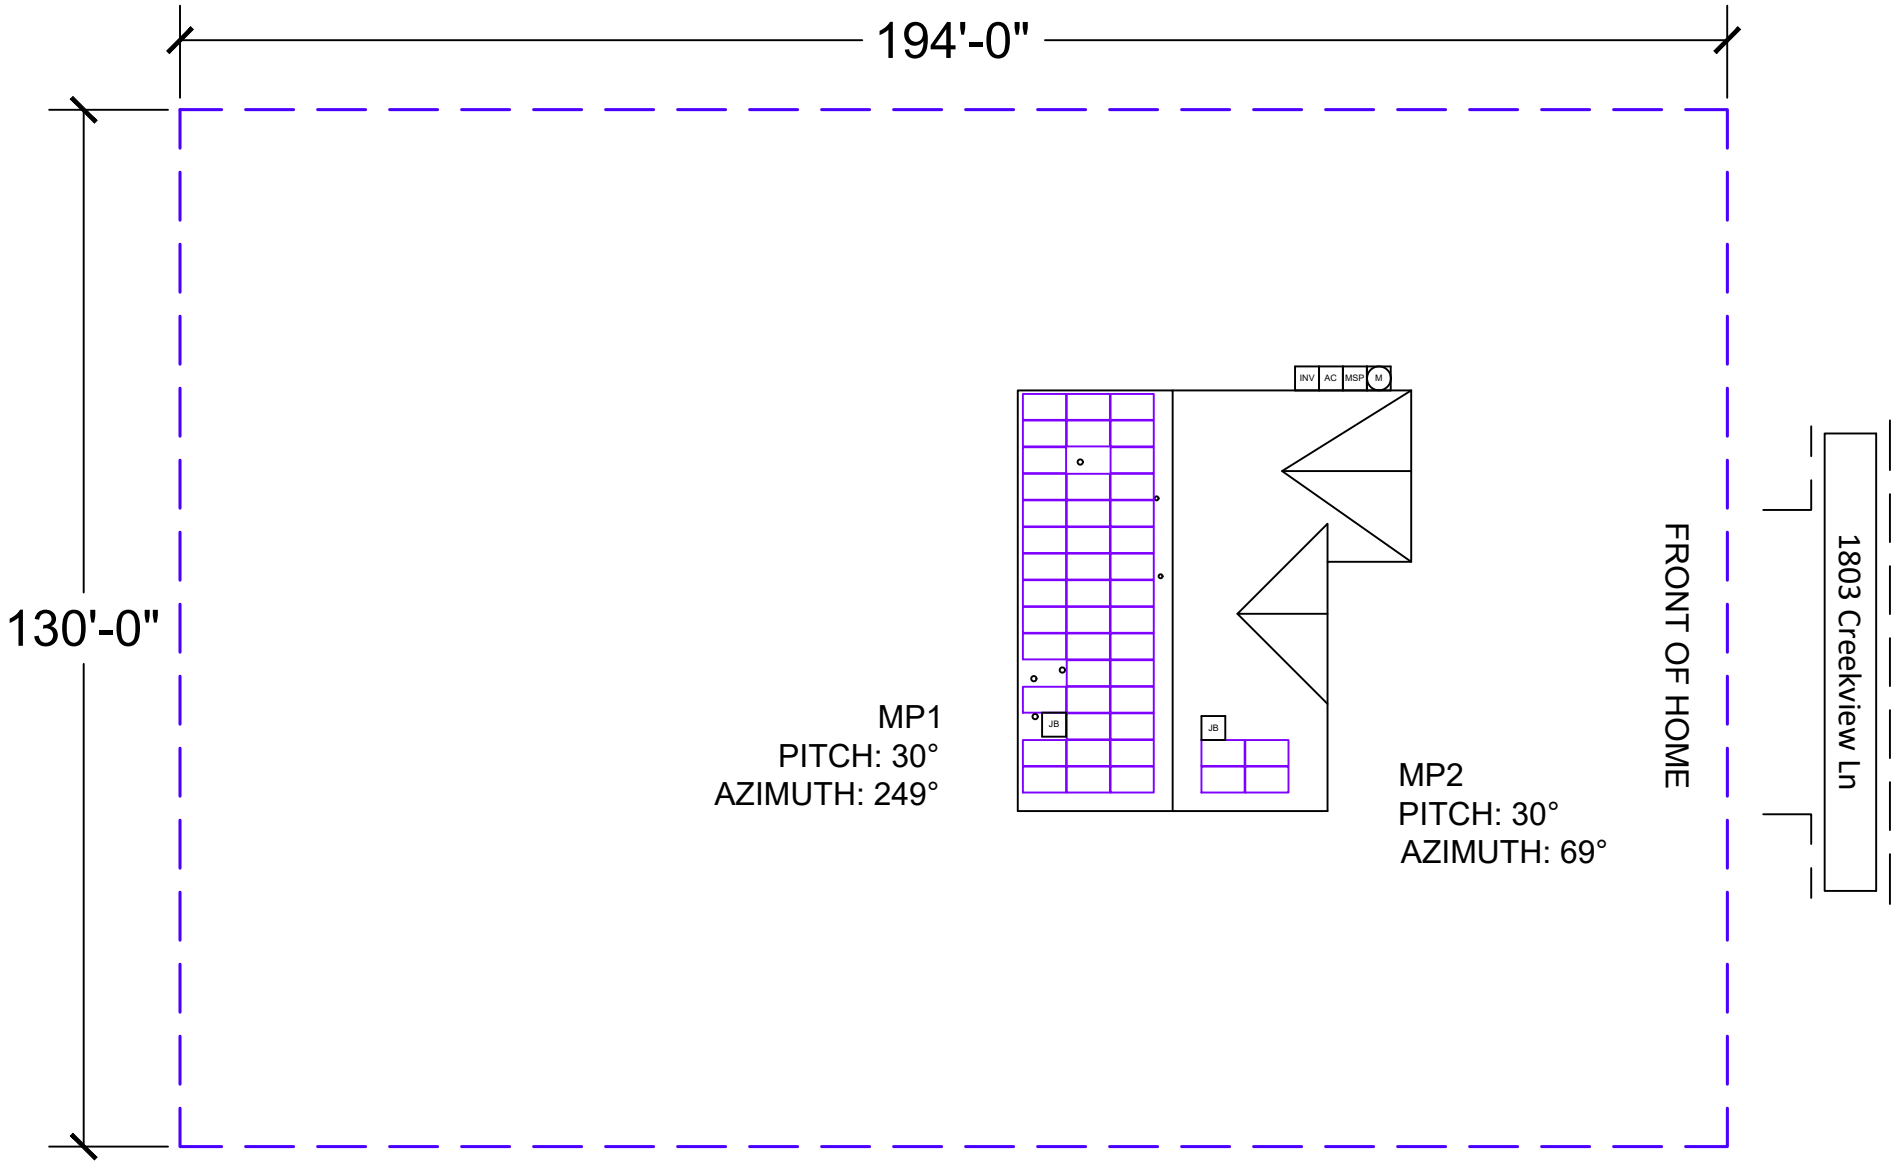 194'-0"
130'-0"
INV
AC
MSP
M
JB
JB
MP1
PITCH: 30°
AZIMUTH: 249°
MP2
PITCH: 30°
AZIMUTH: 69°
FRONT OF HOME
1803 Creekview Ln